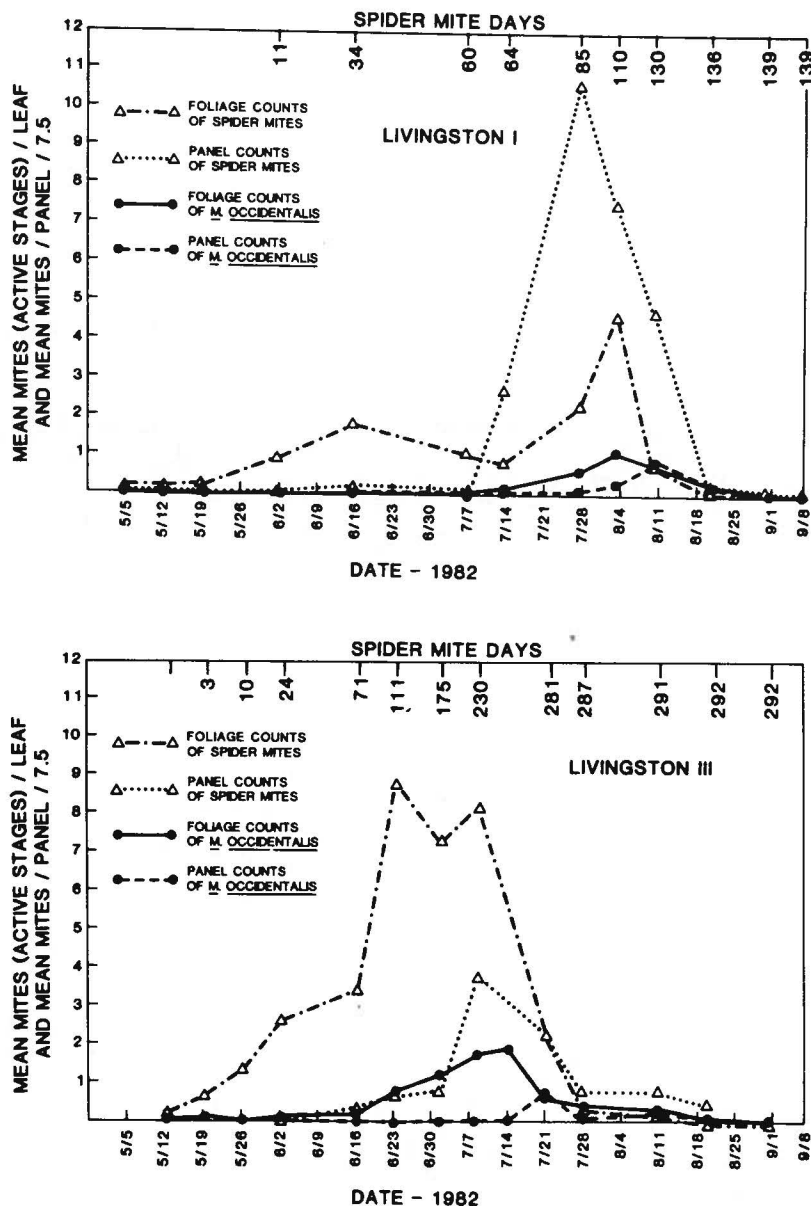 SPIDER MITE DAYS
11 34 60 64 85 110 130 136 139 139
12
11
10
9
8
7
6
5
4
3
2
1
MEAN MITES (ACTIVE STAGES) / LEAF
AND MEAN MITES / PANEL / 7.5
FOLIAGE COUNTS
OF SPIDER MITES
PANEL COUNTS
OF SPIDER MITES
FOLIAGE COUNTS
OF M. OCCIDENTALIS
PANEL COUNTS
OF M. OCCIDENTALIS
LIVINGSTON I
5/5 5/12 5/19 5/26 6/2 6/9 6/16 6/23 6/30 7/7 7/14 7/21 7/28 8/4 8/11 8/18 8/25 9/1 9/8
DATE - 1982
SPIDER MITE DAYS
3 10 24 71 111 175 230 281 287 291 292 292
12
11
10
9
8
7
6
5
4
3
2
1
MEAN MITES (ACTIVE STAGES) / LEAF
AND MEAN MITES / PANEL / 7.5
FOLIAGE COUNTS
OF SPIDER MITES
PANEL COUNTS
OF SPIDER MITES
FOLIAGE COUNTS
OF M. OCCIDENTALIS
PANEL COUNTS
OF M. OCCIDENTALIS
LIVINGSTON III
5/5 5/12 5/19 5/26 6/2 6/9 6/16 6/23 6/30 7/7 7/14 7/21 7/28 8/4 8/11 8/18 8/25 9/1 9/8
DATE - 1982